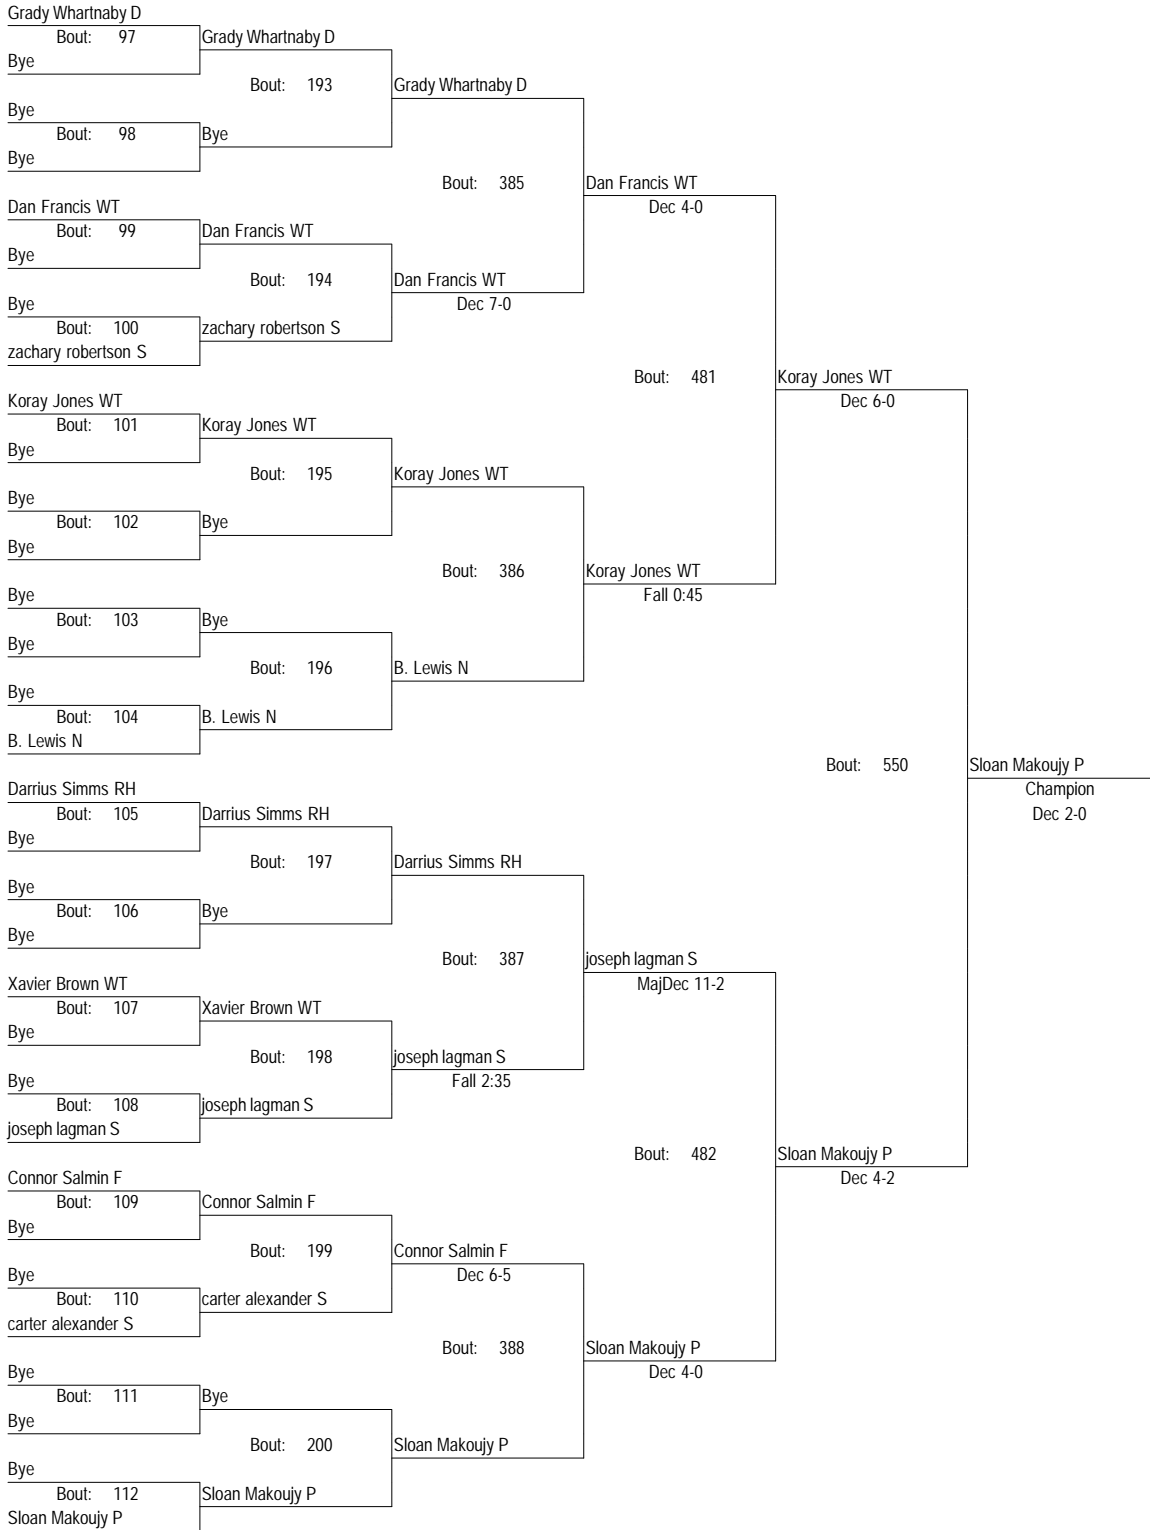 Grady Whartnaby D
Bout: 97
Grady Whartnaby D
Bye
Bout: 193
Grady Whartnaby D
Bye
Bout: 98
Bye
Bye
Bout: 385
Dan Francis WT
Dec 4-0
Dan Francis WT
Bout: 99
Dan Francis WT
Bye
Bout: 194
Dan Francis WT
Dec 7-0
Bye
Bout: 100
zachary robertson S
zachary robertson S
Bout: 481
Koray Jones WT
Dec 6-0
Koray Jones WT
Bout: 101
Koray Jones WT
Bye
Bout: 195
Koray Jones WT
Bye
Bout: 102
Bye
Bye
Bout: 386
Koray Jones WT
Fall 0:45
Bye
Bout: 103
Bye
Bye
Bout: 196
B. Lewis N
Bye
Bout: 104
B. Lewis N
B. Lewis N
Bout: 550
Sloan Makoujy P
Champion
Dec 2-0
Darrius Simms RH
Bout: 105
Darrius Simms RH
Bye
Bout: 197
Darrius Simms RH
Bye
Bout: 106
Bye
Bye
Bout: 387
joseph lagman S
MajDec 11-2
Xavier Brown WT
Bout: 107
Xavier Brown WT
Bye
Bout: 198
joseph lagman S
Fall 2:35
Bye
Bout: 108
joseph lagman S
joseph lagman S
Bout: 482
Sloan Makoujy P
Dec 4-2
Connor Salmin F
Bout: 109
Connor Salmin F
Bye
Bout: 199
Connor Salmin F
Dec 6-5
Bye
Bout: 110
carter alexander S
carter alexander S
Bout: 388
Sloan Makoujy P
Dec 4-0
Bye
Bout: 111
Bye
Bye
Bout: 200
Sloan Makoujy P
Bye
Bout: 112
Sloan Makoujy P
Sloan Makoujy P